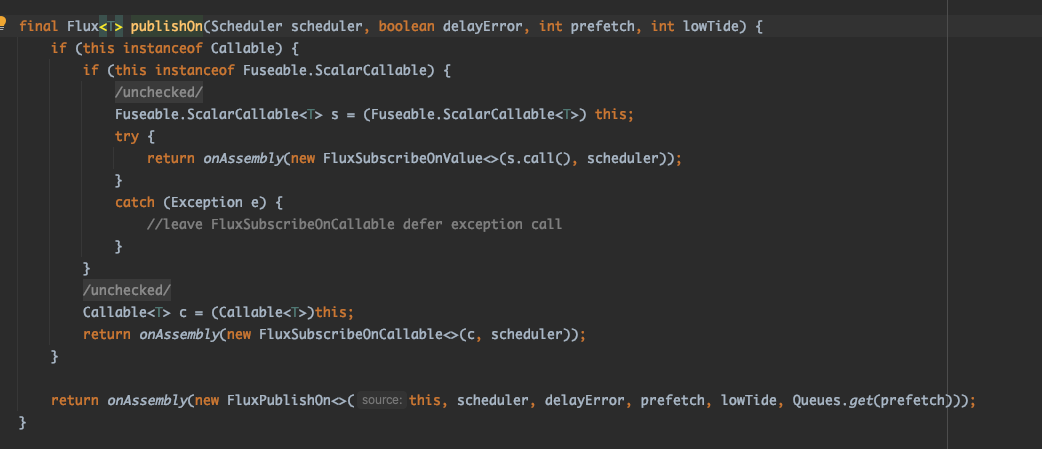 final Flux<T> publishOn(Scheduler scheduler, boolean delayError, int prefetch, int lowTide) {
if (this instanceof Callable) {
if (this instanceof Fuseable.ScalarCallable) {
/unchecked/
Fuseable.ScalarCallable<T> s = (Fuseable.ScalarCallable<T>) this;
try {
return onAssembly(new FluxSubscribeOnValue<>(s.call(), scheduler));
}
catch (Exception e) {
//leave FluxSubscribeOnCallable defer exception call
}
}
/unchecked/
Callable<T> c = (Callable<T>)this;
return onAssembly(new FluxSubscribeOnCallable<>(c, scheduler));
}
return onAssembly(new FluxPublishOn<>( source: this, scheduler, delayError, prefetch, lowTide, Queues.get(prefetch)));
}